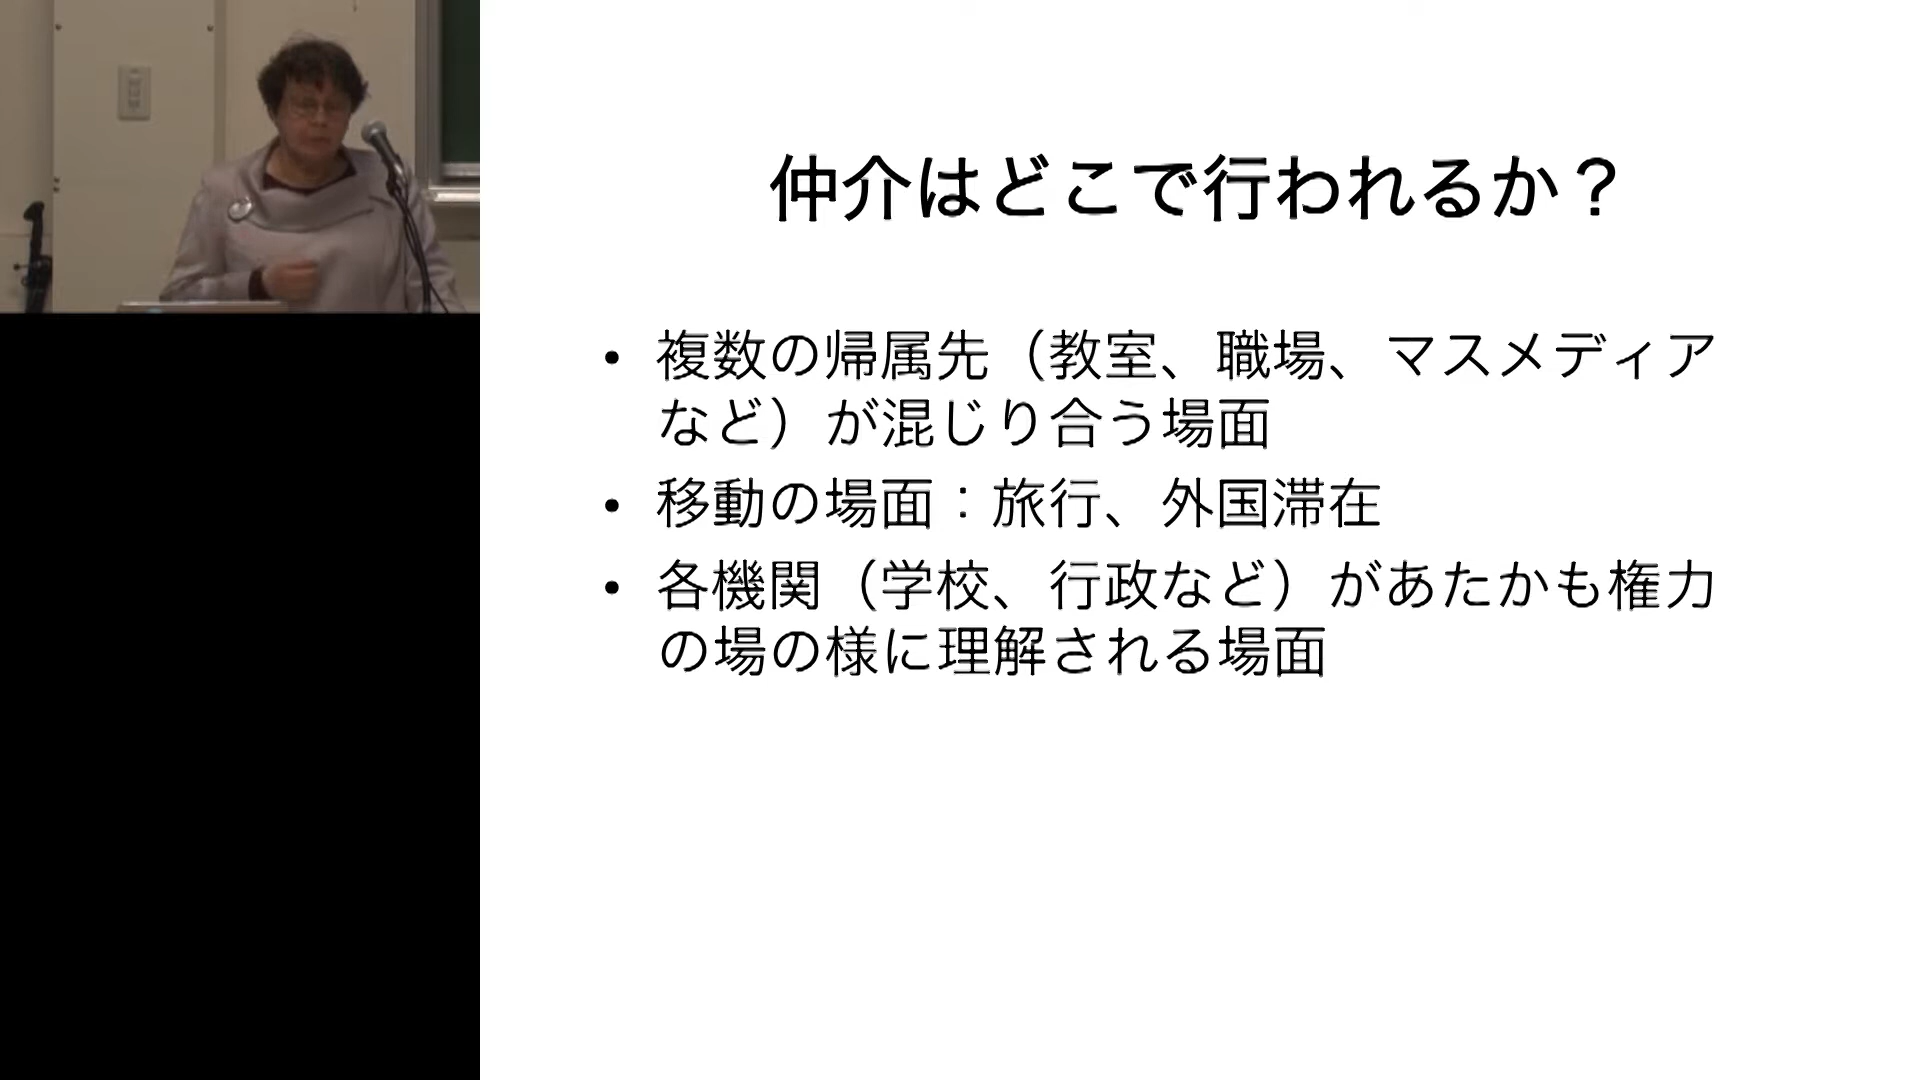 仲介はどこで行われるか？
• 複数の帰属先（教室、職場、マスメディア
など）が混じり合う場面
• 移動の場面：旅行、外国滞在
• 各機関（学校、行政など）があたかも権力
の場の様に理解される場面